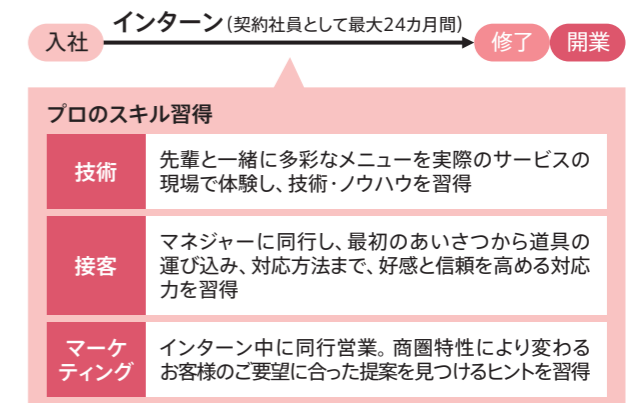 インターン(契約社員として最大24カ月間)
入社
修了
開業
プロのスキル習得
技術
先輩と一緒に多彩なメニューを実際のサービスの
現場で体験し、技術・ノウハウを習得
接客
マネジャーに同行し、最初のあいさつから道具の
運び込み、対応方法まで、好感と信頼を高める対応
力を習得
マーケ
ティング
インターン中に同行営業。商圏特性により変わる
お客様のご要望に合った提案を見つけるヒントを習得